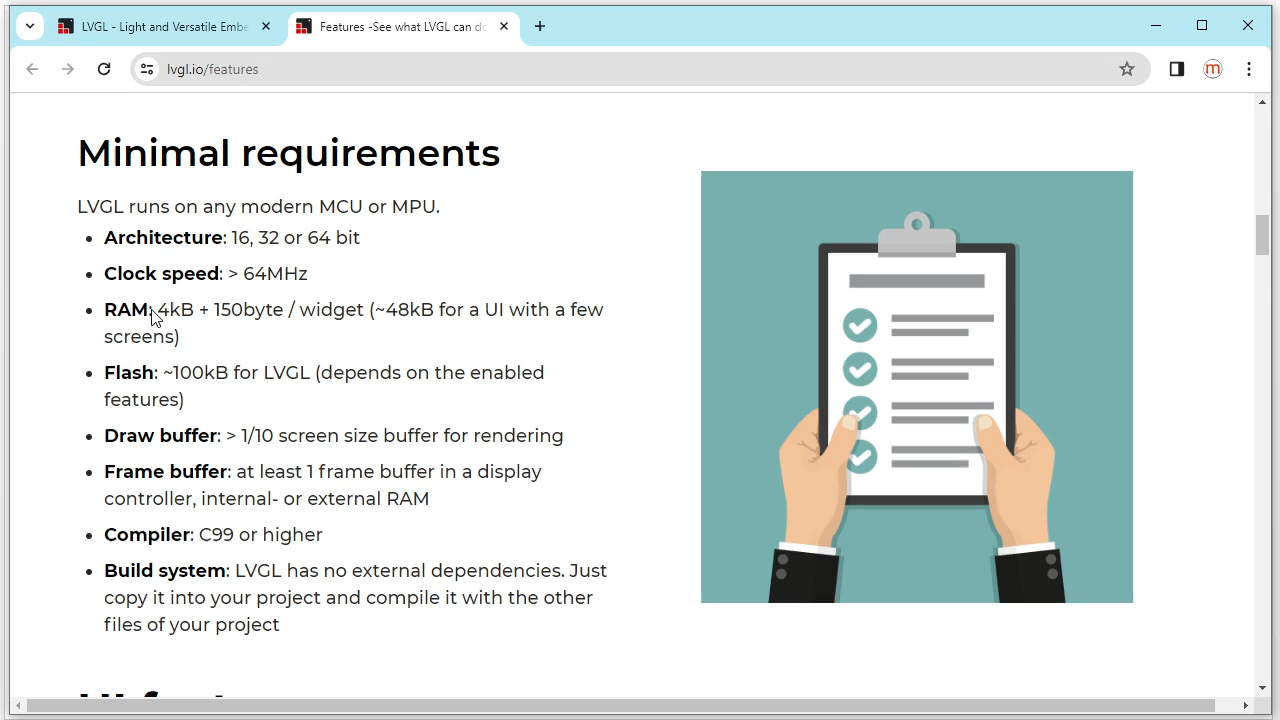 LVGL - Light and Versatile Embe
Features -See what LVGL can do
lvgl.io/features
m
Minimal requirements
LVGL runs on any modern MCU or MPU.
• Architecture: 16, 32 or 64 bit
• Clock speed: > 64MHz
• RAM: 4kB + 150byte / widget (~48kB for a UI with a few
screens)
• Flash: ~100kB for LVGL (depends on the enabled
features)
• Draw buffer: > 1/10 screen size buffer for rendering
• Frame buffer: at least 1 frame buffer in a display
controller, internal- or external RAM
• Compiler: C99 or higher
• Build system: LVGL has no external dependencies. Just
copy it into your project and compile it with the other
files of your project